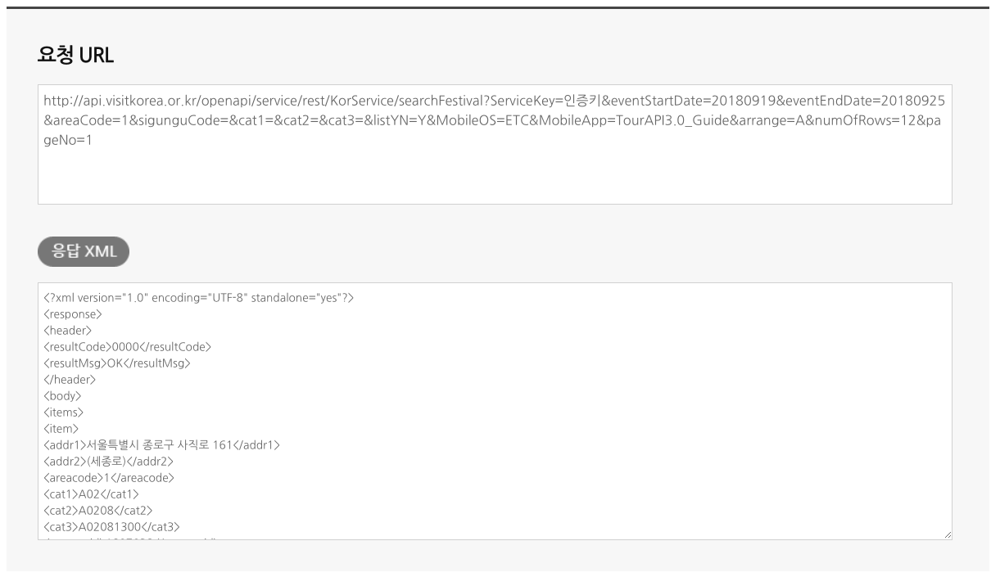 요청 URL
http://api.visitkorea.or.kr/openapi/service/rest/KorService/searchFestival?ServiceKey=인증키&eventStartDate=20180919&eventEndDate=20180925
&areaCode=1&sigunguCode=&cat1=&cat2=&cat3=&listYN=Y&MobileOS=ETC&MobileApp=TourAPI3.0_Guide&arrange=A&numOfRows=12&pa
geNo=1
응답 XML
<?xml version="1.0" encoding="UTF-8" standalone="yes"?>
<response>
<header>
<resultCode>0000</resultCode>
<resultMsg>OK</resultMsg>
</header>
<body>
<items>
<item>
<addr1>서울특별시 종로구 사직로 161</addr1>
<addr2>(세종로)</addr2>
<areacode>1</areacode>
<cat1>A02</cat1>
<cat2>A0208</cat2>
<cat3>A02081300</cat3>